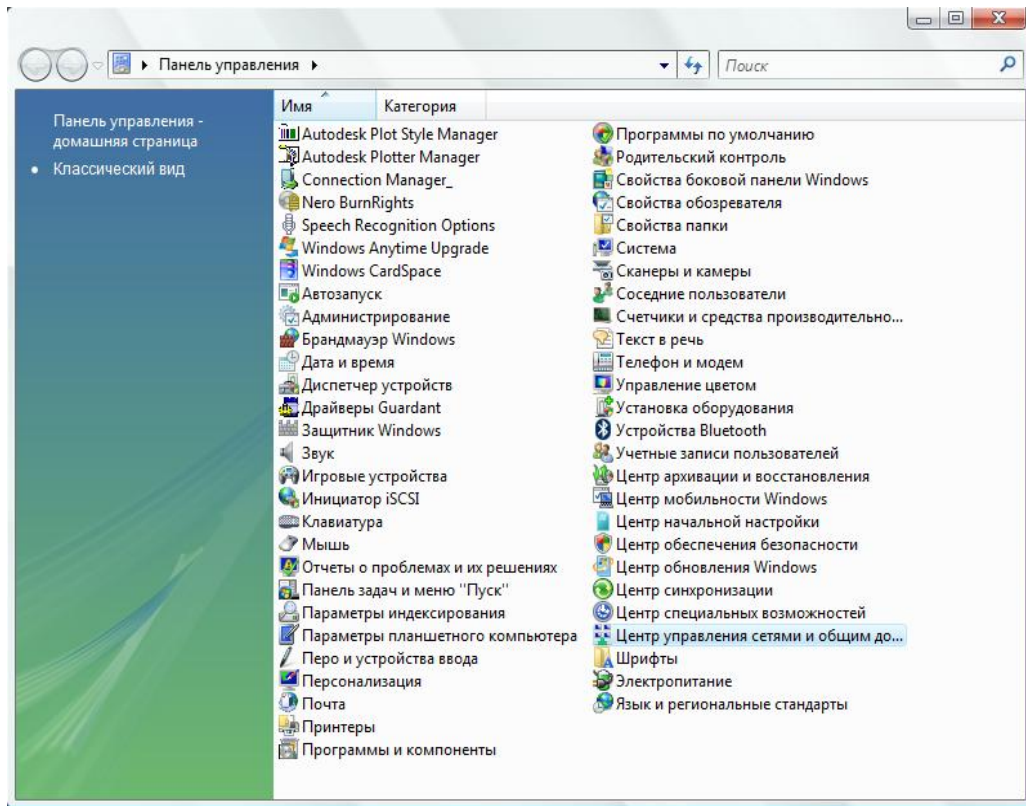 Панель управления
Поиск
Панель управления -
домашняя страница
Классический вид
Имя
Категория
Autodesk Plot Style Manager
Autodesk Plotter Manager
Connection Manager_
Nero BurnRights
Speech Recognition Options
Windows Anytime Upgrade
Windows CardSpace
Автозапуск
Администрирование
Брандмауэр Windows
Дата и время
Диспетчер устройств
Драйверы Guardant
Защитник Windows
Звук
Игровые устройства
Инициатор iSCSI
Клавиатура
Мышь
Отчеты о проблемах и их решениях
Панель задач и меню ''Пуск''
Параметры индексирования
Параметры планшетного компьютера
Перо и устройства ввода
Персонализация
Почта
Принтеры
Программы и компоненты
Программы по умолчанию
Родительский контроль
Свойства боковой панели Windows
Свойства обозревателя
Свойства папки
Система
Сканеры и камеры
Соседние пользователи
Счетчики и средства производительно...
Текст в речь
Телефон и модем
Управление цветом
Установка оборудования
Устройства Bluetooth
Учетные записи пользователей
Центр архивации и восстановления
Центр мобильности Windows
Центр начальной настройки
Центр обеспечения безопасности
Центр обновления Windows
Центр синхронизации
Центр специальных возможностей
Центр управления сетями и общим до...
Шрифты
Электропитание
Язык и региональные стандарты